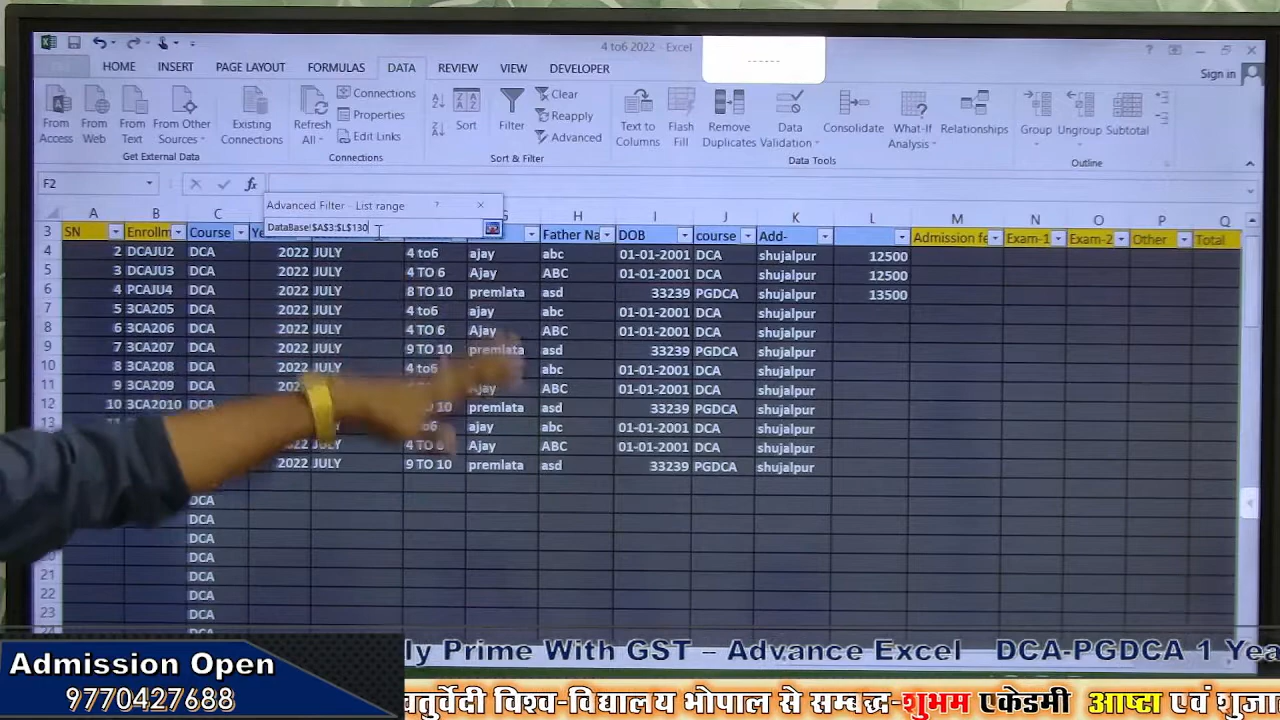 4 to6 2022 - Excel
------
HOME INSERT PAGE LAYOUT FORMULAS DATA REVIEW VIEW DEVELOPER
Sign in
From Access From Web From Text From Other Sources Existing Connections Refresh All Connections Properties Edit Links Sort Filter Clear Reapply Advanced Text to Columns Flash Fill Remove Duplicates Data Validation Consolidate What-If Analysis Relationships Group Ungroup Subtotal
Get External Data Connections Sort & Filter Data Tools Outline
F2 fx
Advanced Filter - List range ? ×
DataBase!$A$3:$L$130
A B C H I J K L M N O P Q
3 SN Enrollm Course Ye Father Na DOB course Add- Admission fe Exam-1 Exam-2 Other Total
4 2 DCAJU2 DCA 2022 JULY 4 to6 ajay abc 01-01-2001 DCA shujalpur 12500
5 3 DCAJU3 DCA 2022 JULY 4 TO 6 Ajay ABC 01-01-2001 DCA shujalpur 12500
6 4 PCAJU4 DCA 2022 JULY 8 TO 10 premlata asd 33239 PGDCA shujalpur 13500
7 5 3CA205 DCA 2022 JULY 4 to6 ajay abc 01-01-2001 DCA shujalpur
8 6 3CA206 DCA 2022 JULY 4 TO 6 Ajay ABC 01-01-2001 DCA shujalpur
9 7 3CA207 DCA 2022 JULY 9 TO 10 premlata asd 33239 PGDCA shujalpur
10 8 3CA208 DCA 2022 JULY 4 to6 abc 01-01-2001 DCA shujalpur
11 9 3CA209 DCA Ajay ABC 01-01-2001 DCA shujalpur
12 10 3CA2010 DCA premlata asd 33239 PGDCA shujalpur
13 ajay abc 01-01-2001 DCA shujalpur
2022 JULY 4 TO 6 Ajay ABC 01-01-2001 DCA shujalpur
2022 JULY 9 TO 10 premlata asd 33239 PGDCA shujalpur
DCA
DCA
DCA
20 DCA
21 DCA
22 DCA
23 DCA
Admission Open
9770427688
ly Prime With GST – Advance Excel DCA-PGDCA 1 Yea
चतुर्वेदी विश्व-विद्यालय भोपाल से सम्बद्ध-शुभम एकेडमी आष्टा एवं शुजा